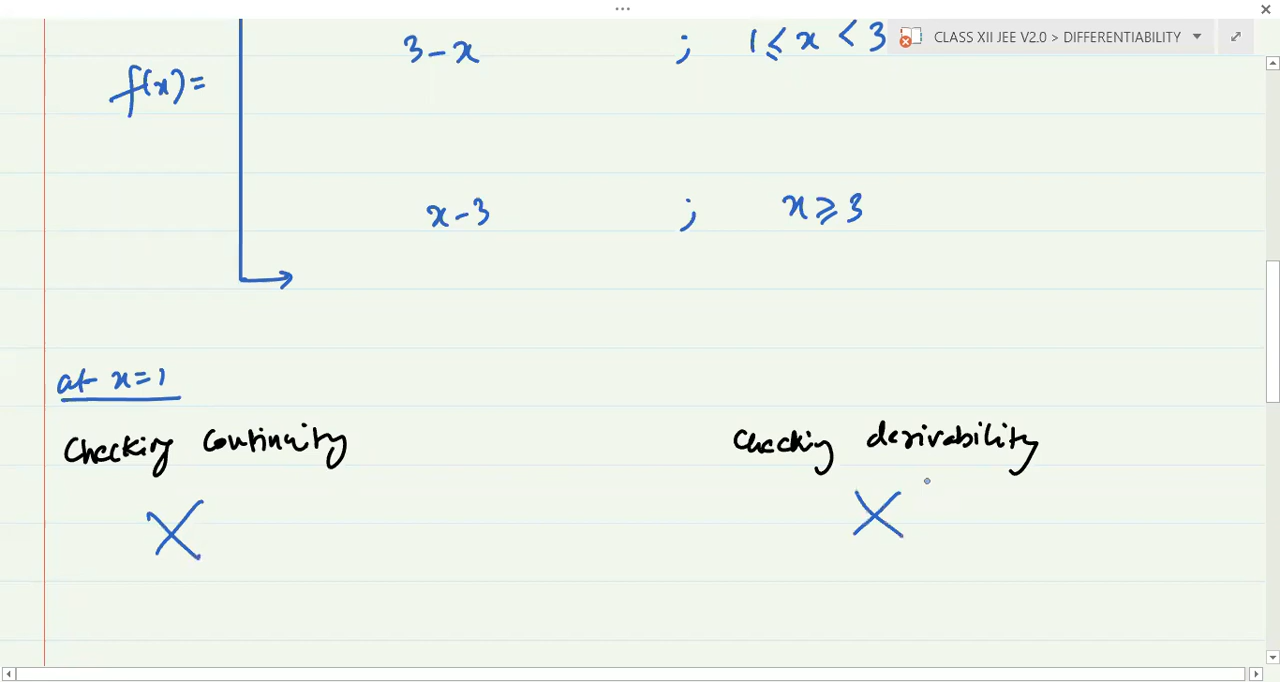 CLASS XII JEE V2.0 > DIFFERENTIABILITY
3-x ; 1 ≤ x < 3
f(x)=
x-3 ; x ⩾ 3
at x=1
Checking Continuity
Checking derivability